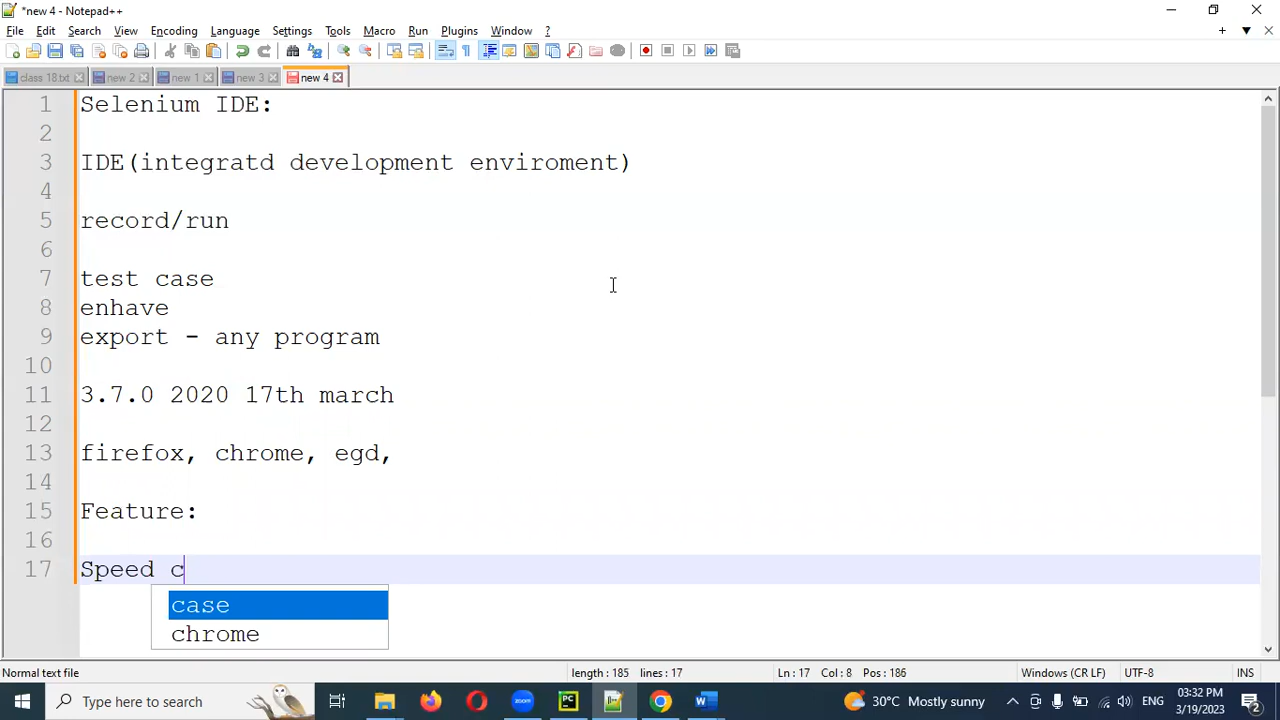 *new 4 - Notepad++
File Edit Search View Encoding Language Settings Tools Macro Run Plugins Window ?
class 18.txt new 2 new 1 new 3 new 4
1 Selenium IDE:
2
3 IDE(integratd development enviroment)
4
5 record/run
6
7 test case
8 enhave
9 export - any program
10
11 3.7.0 2020 17th march
12
13 firefox, chrome, egd,
14
15 Feature:
16
17 Speed c
case
chrome
Normal text file length : 185 lines : 17 Ln : 17 Col : 8 Pos : 186 Windows (CR LF) UTF-8 INS
Type here to search zoom PC W 30°C Mostly sunny ENG 03:32 PM
3/19/2023 2